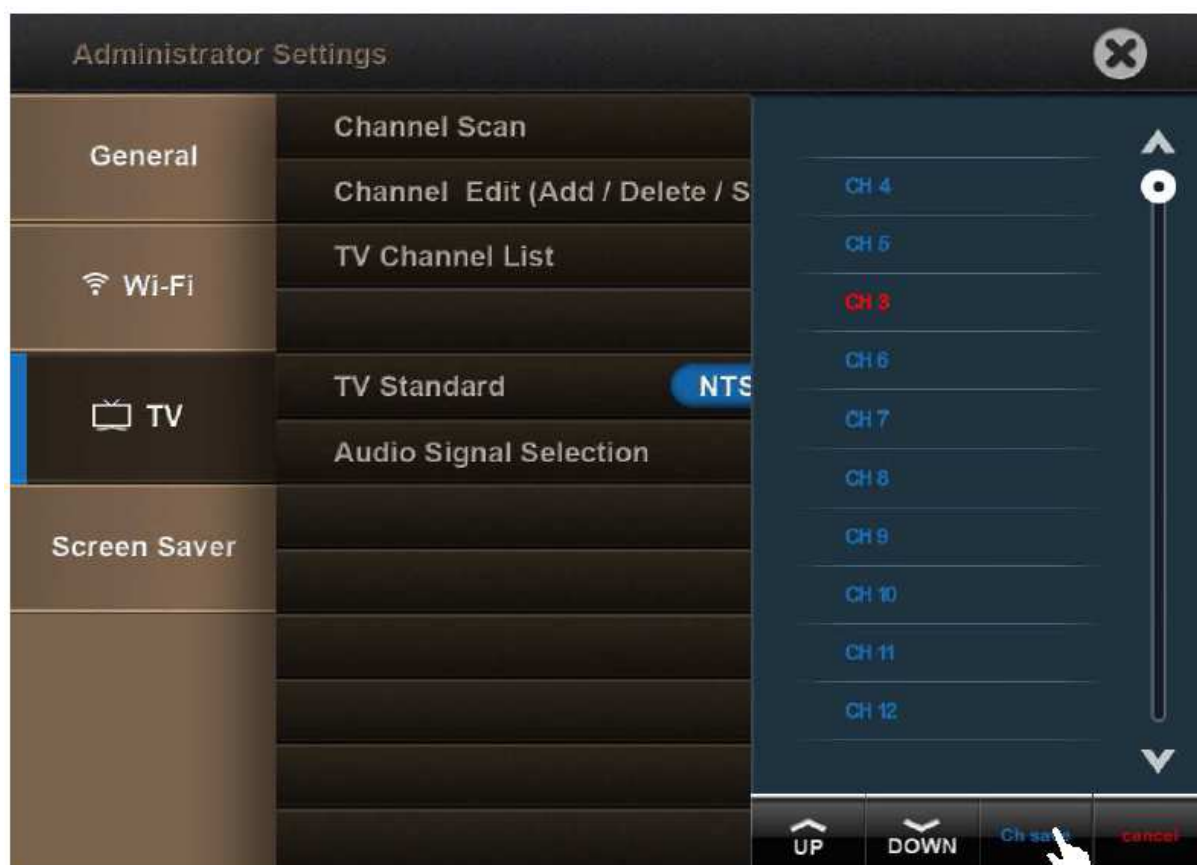 Administrator Settings
General
Wi-Fi
TV
Screen Saver
Channel Scan
Channel Edit (Add / Delete / S
TV Channel List
TV Standard NTS
Audio Signal Selection
CH 4
CH 5
CH 3
CH 6
CH 7
CH 8
CH 9
CH 10
CH 11
CH 12
UP DOWN Ch save cancel